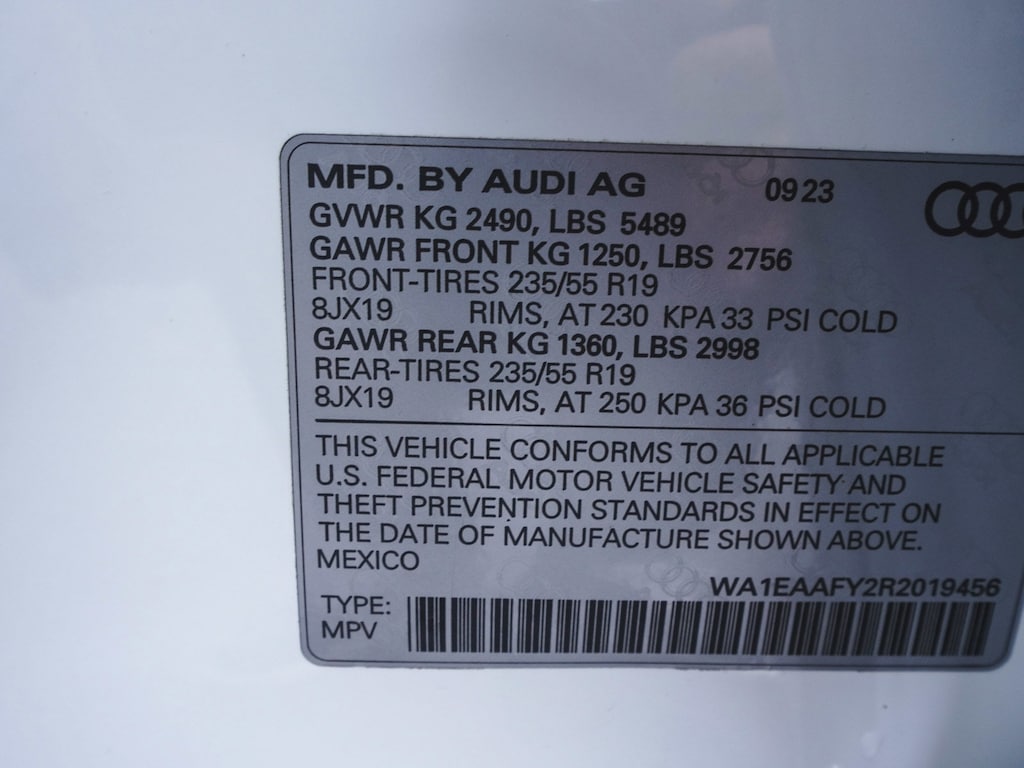 MFD. BY AUDI AG 09 23
GVWR KG 2490, LBS 5489
GAWR FRONT KG 1250, LBS 2756
FRONT-TIRES 235/55 R19
8JX19 RIMS, AT 230 KPA 33 PSI COLD
GAWR REAR KG 1360, LBS 2998
REAR-TIRES 235/55 R19
8JX19 RIMS, AT 250 KPA 36 PSI COLD
THIS VEHICLE CONFORMS TO ALL APPLICABLE
U.S. FEDERAL MOTOR VEHICLE SAFETY AND
THEFT PREVENTION STANDARDS IN EFFECT ON
THE DATE OF MANUFACTURE SHOWN ABOVE.
MEXICO
WA1EAAFY2R2019456
TYPE:
MPV